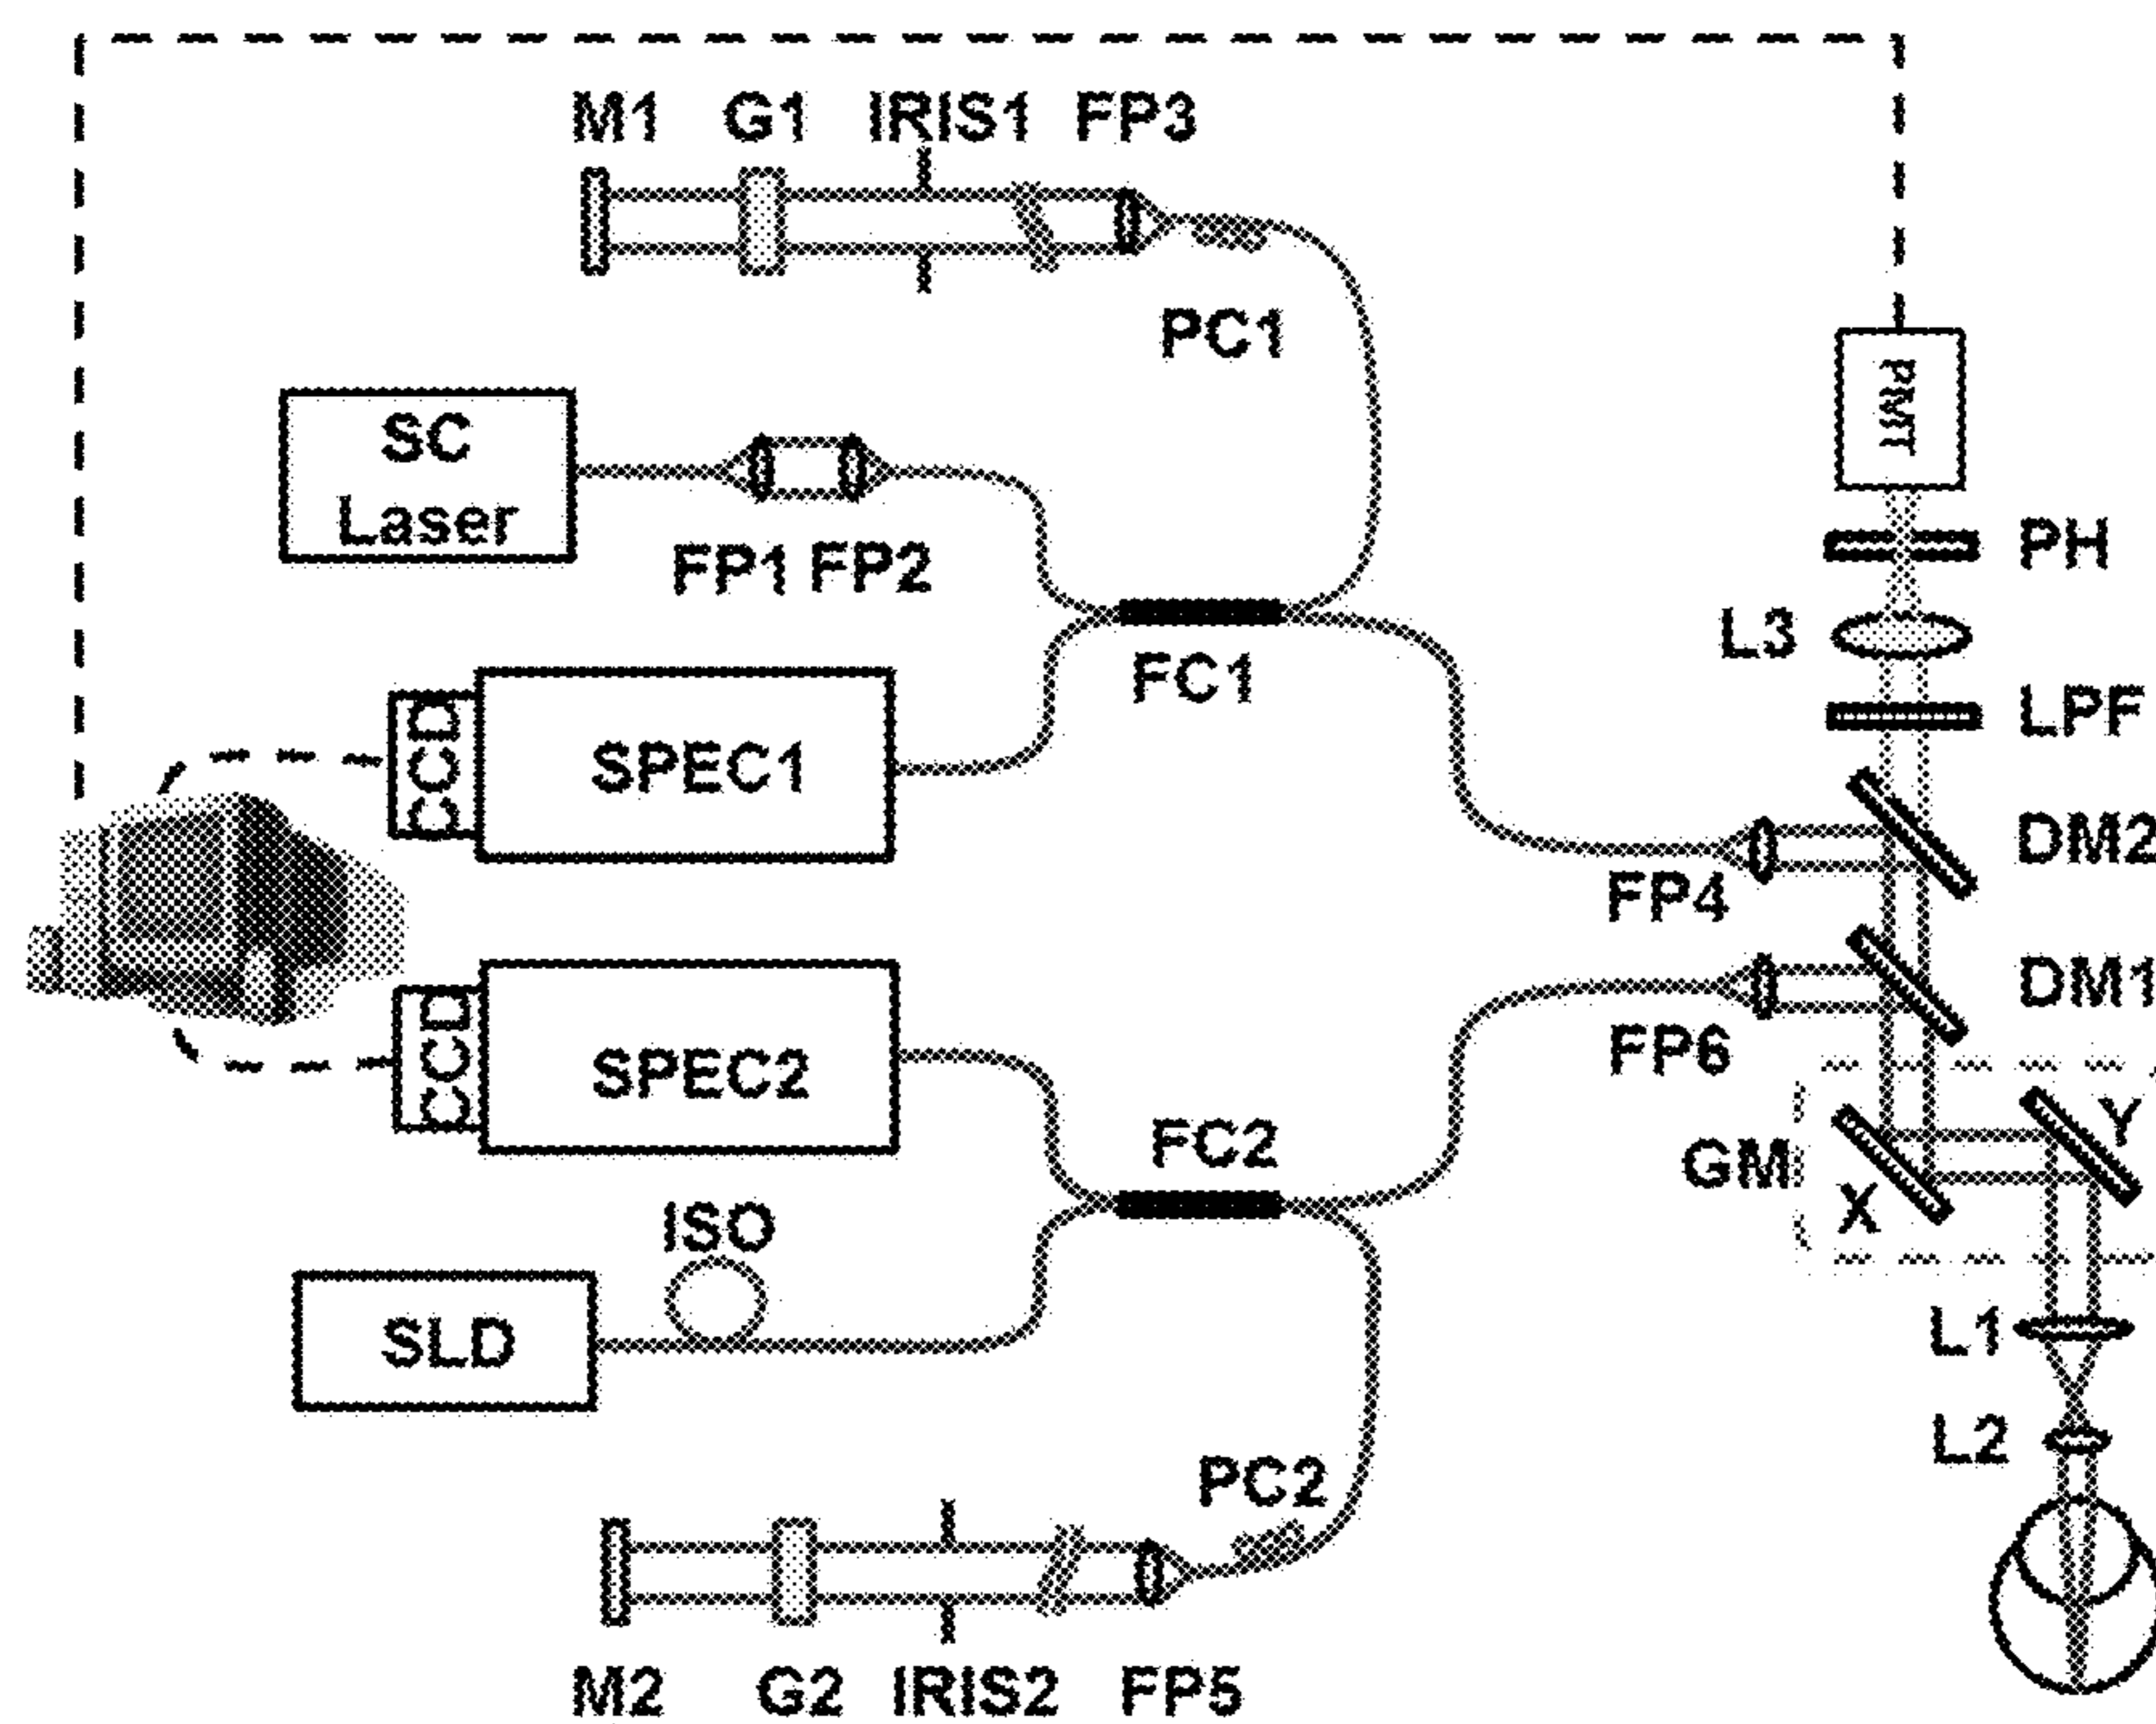 M1 G1 IRIS1 FP3
PC1
SC
Laser
FP1 FP2
PMT
PH
L3
FC1
LPF
CCD
SPEC1
DM2
FP4
DM1
FP6
CCD
SPEC2
FC2
GM
X
Y
ISO
SLD
L1
L2
PC2
M2 G2 IRIS2 FP5